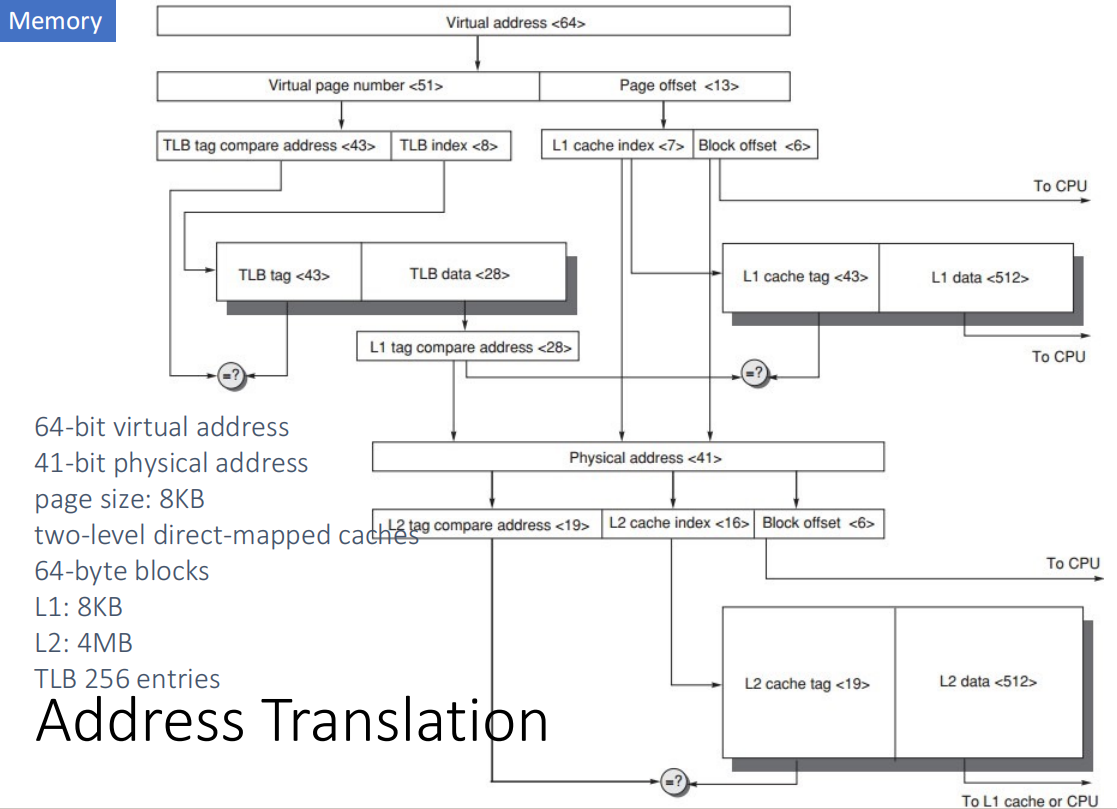 Memory
Virtual address <64>
Virtual page number <51> Page offset <13>
TLB tag compare address <43> TLB index <8> L1 cache index <7> Block offset <6>
To CPU
TLB tag <43> TLB data <28> L1 cache tag <43> L1 data <512>
L1 tag compare address <28> To CPU
=? =?
64-bit virtual address
41-bit physical address
page size: 8KB
two-level direct-mapped caches
64-byte blocks
L1: 8KB
L2: 4MB
TLB 256 entries
Address Translation
Physical address <41>
L2 tag compare address <19> L2 cache index <16> Block offset <6>
To CPU
L2 cache tag <19> L2 data <512>
=?
To L1 cache or CPU